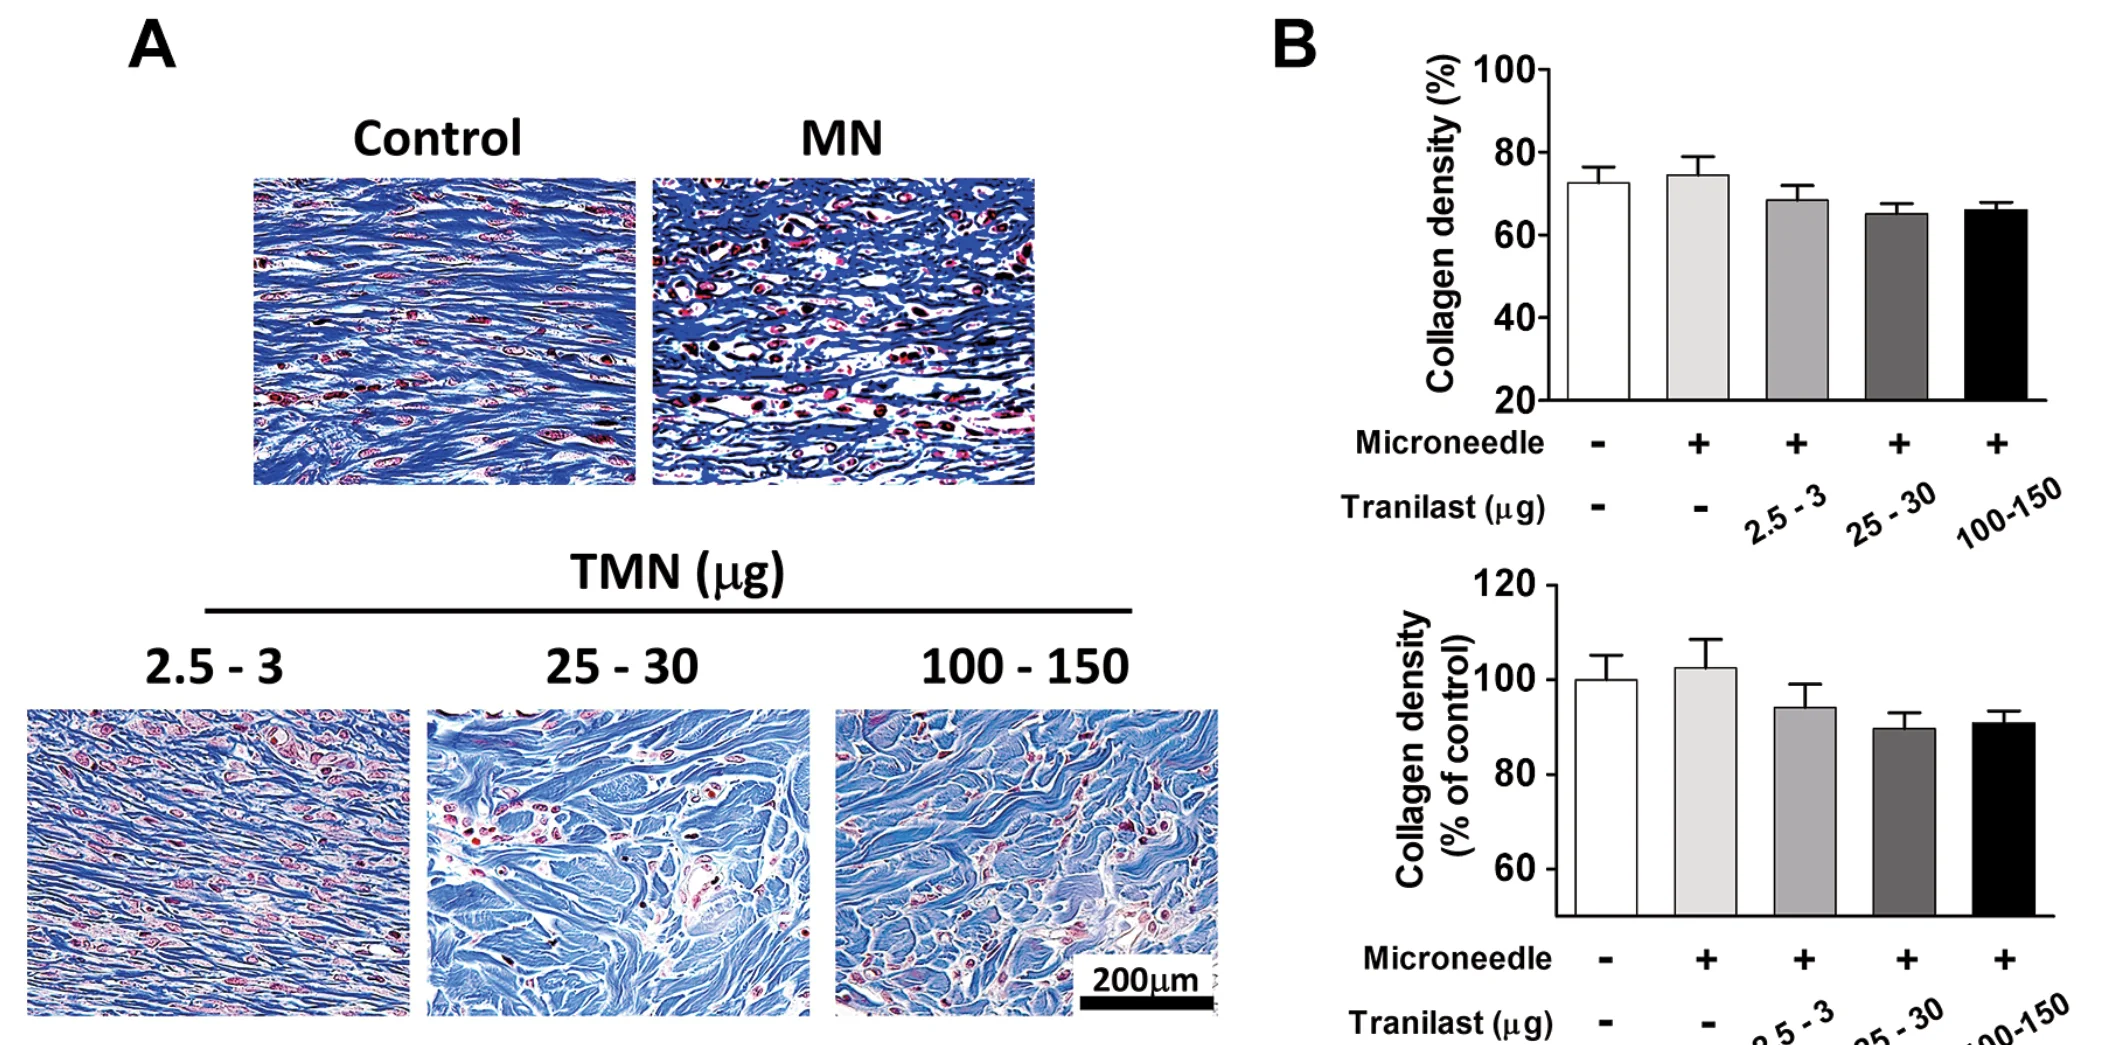 A
Control MN
TMN (µg)
2.5 - 3 25 - 30 100 - 150
200µm
B
Collagen density (%)
100
80
60
40
20
Microneedle - + + + +
Tranilast (µg) - - 2.5 - 3 25 - 30 100-150
Collagen density
(% of control)
120
100
80
60
Microneedle - + + + +
Tranilast (µg) - -